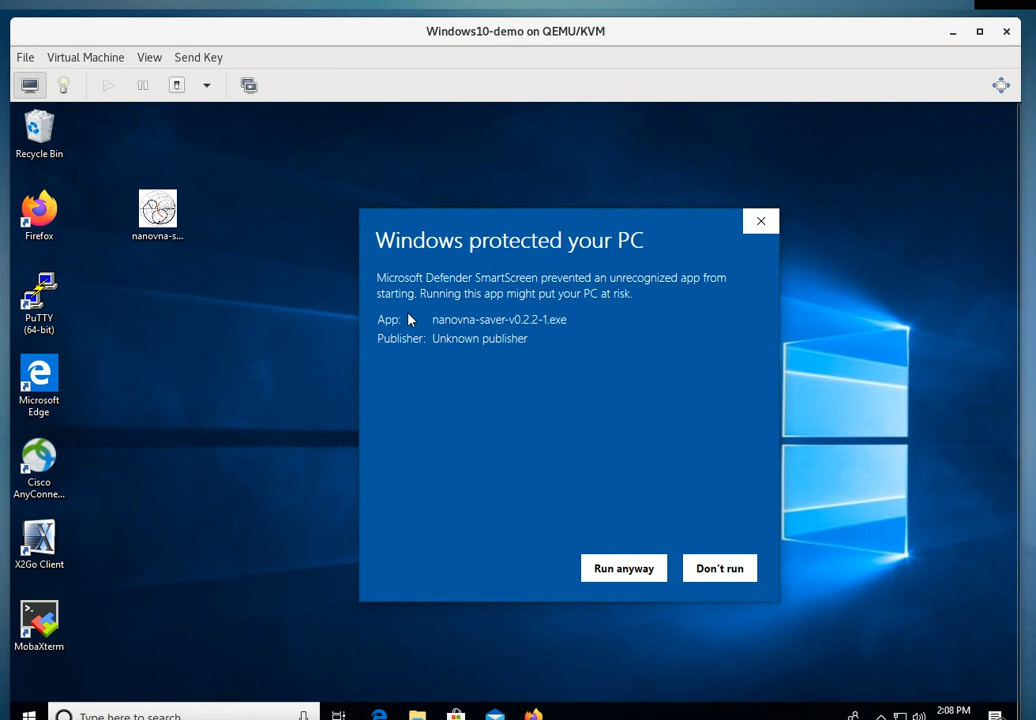 Windows10-demo on QEMU/KVM
File Virtual Machine View Send Key
Recycle Bin
Firefox
nanovna-s...
PuTTY
(64-bit)
Microsoft
Edge
Cisco
AnyConne...
X2Go Client
MobaXterm
Windows protected your PC
Microsoft Defender SmartScreen prevented an unrecognized app from
starting. Running this app might put your PC at risk.
App: nanovna-saver-v0.2.2-1.exe
Publisher: Unknown publisher
Run anyway Don't run
Type here to search
2:08 PM